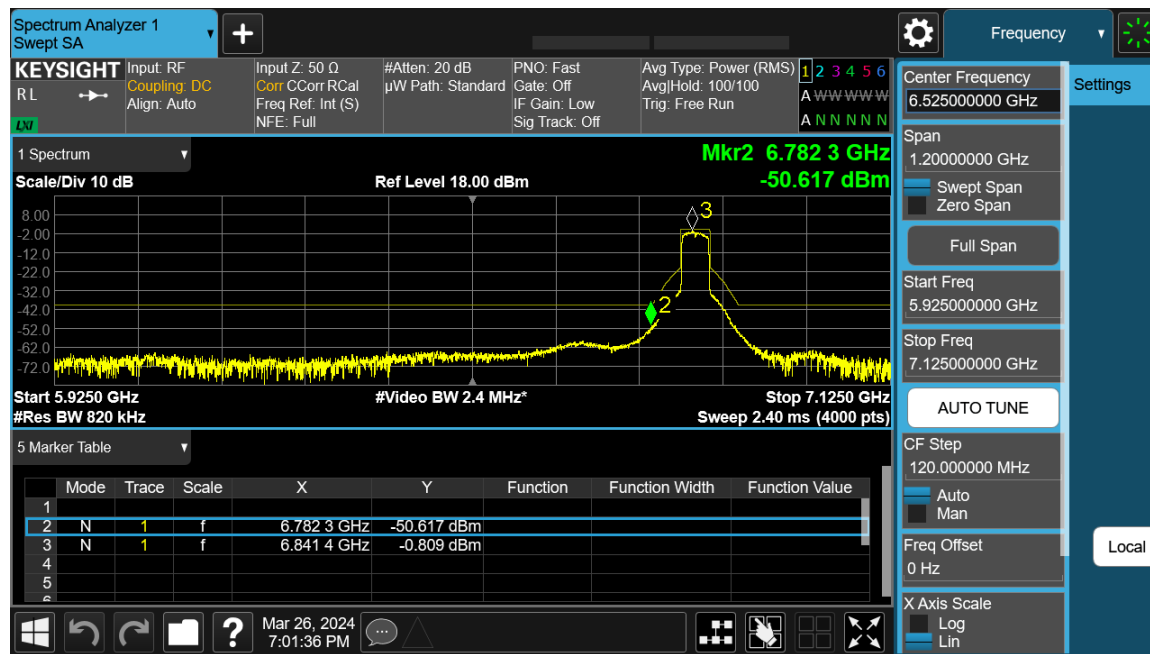 Spectrum Analyzer 1
Swept SA
Frequency
KEYSIGHT
RL
LXI
Input: RF
Coupling: DC
Align: Auto
Input Z: 50 Ω
Corr CCorr RCal
Freq Ref: Int (S)
NFE: Full
#Atten: 20 dB
µW Path: Standard
PNO: Fast
Gate: Off
IF Gain: Low
Sig Track: Off
Avg Type: Power (RMS)
Avg|Hold: 100/100
Trig: Free Run
1 2 3 4 5 6
A W W W W W
A N N N N N
1 Spectrum
Mkr2 6.782 3 GHz
-50.617 dBm
Scale/Div 10 dB
Ref Level 18.00 dBm
8.00
-2.00
-12.0
-22.0
-32.0
-42.0
-52.0
-62.0
-72.0
3
2
Start 5.9250 GHz
#Video BW 2.4 MHz*
Stop 7.1250 GHz
#Res BW 820 kHz
Sweep 2.40 ms (4000 pts)
5 Marker Table
Mode Trace Scale X Y Function Function Width Function Value
1
2 N 1 f 6.782 3 GHz -50.617 dBm
3 N 1 f 6.841 4 GHz -0.809 dBm
4
5
6
?
Mar 26, 2024
7:01:36 PM
Center Frequency
6.525000000 GHz
Span
1.20000000 GHz
Swept Span
Zero Span
Full Span
Start Freq
5.925000000 GHz
Stop Freq
7.125000000 GHz
AUTO TUNE
CF Step
120.000000 MHz
Auto
Man
Freq Offset
0 Hz
X Axis Scale
Log
Lin
Settings
Local